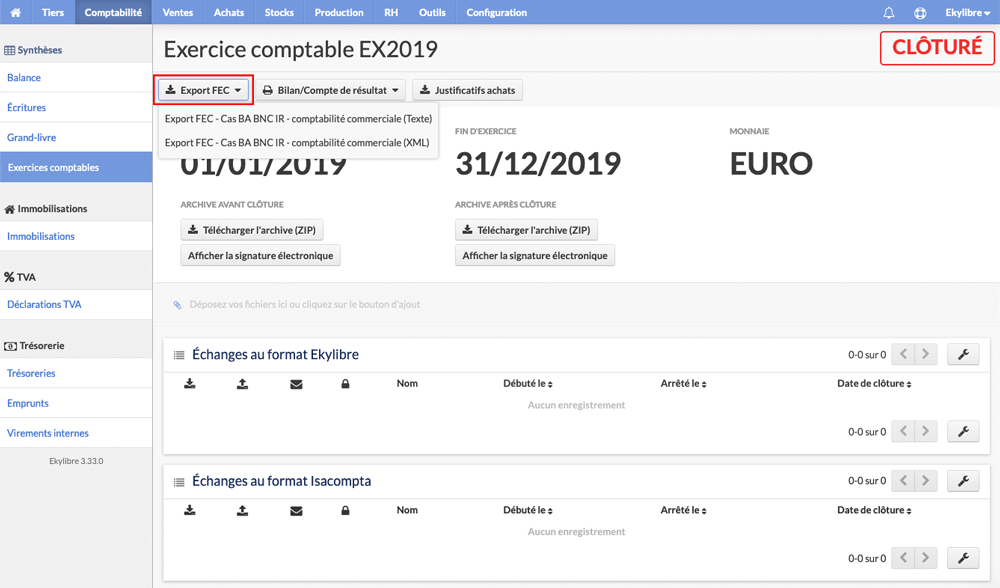 Tiers Comptabilité Ventes Achats Stocks Production RH Outils Configuration Ekylibre
Synthèses
Balance
Écritures
Grand-livre
Exercices comptables
Immobilisations
Immobilisations
TVA
Déclarations TVA
Trésorerie
Trésoreries
Emprunts
Virements internes
Ekylibre 3.33.0
Exercice comptable EX2019
CLÔTURÉ
Export FEC Bilan/Compte de résultat Justificatifs achats
Export FEC - Cas BA BNC IR - comptabilité commerciale (Texte)
Export FEC - Cas BA BNC IR - comptabilité commerciale (XML)
FIN D'EXERCICE MONNAIE
01/01/2019 31/12/2019 EURO
ARCHIVE AVANT CLÔTURE ARCHIVE APRÈS CLÔTURE
Télécharger l'archive (ZIP) Télécharger l'archive (ZIP)
Afficher la signature électronique Afficher la signature électronique
Déposez vos fichiers ici ou cliquez sur le bouton d'ajout
Échanges au format Ekylibre 0-0 sur 0
Nom Débuté le Arrêté le Date de clôture
Aucun enregistrement
0-0 sur 0
Échanges au format Isacompta 0-0 sur 0
Nom Débuté le Arrêté le Date de clôture
Aucun enregistrement
0-0 sur 0